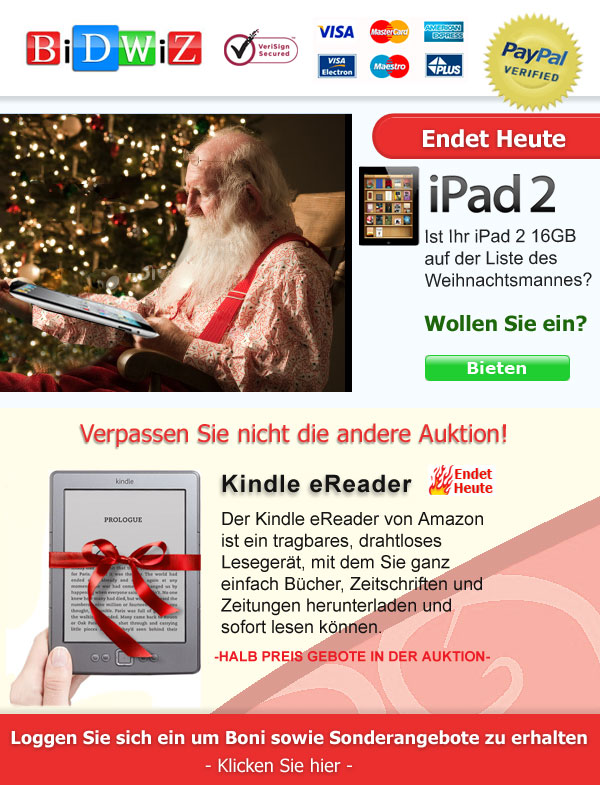 BiDWiZ
VeriSign
Secured
VISA
MasterCard
AMERICAN
EXPRESS
VISA
Electron
Maestro
PLUS
PayPal
VERIFIED
Endet Heute
iPad 2
Ist Ihr iPad 2 16GB
auf der Liste des
Weihnachtsmannes?
Wollen Sie ein?
Bieten
Verpassen Sie nicht die andere Auktion!
kindle
PROLOGUE
Kindle eReader
Endet
Heute
Der Kindle eReader von Amazon
ist ein tragbares, drahtloses
Lesegerät, mit dem Sie ganz
einfach Bücher, Zeitschriften und
Zeitungen herunterladen und
sofort lesen können.
-HALB PREIS GEBOTE IN DER AUKTION-
Loggen Sie sich ein um Boni sowie Sonderangebote zu erhalten
- Klicken Sie hier -